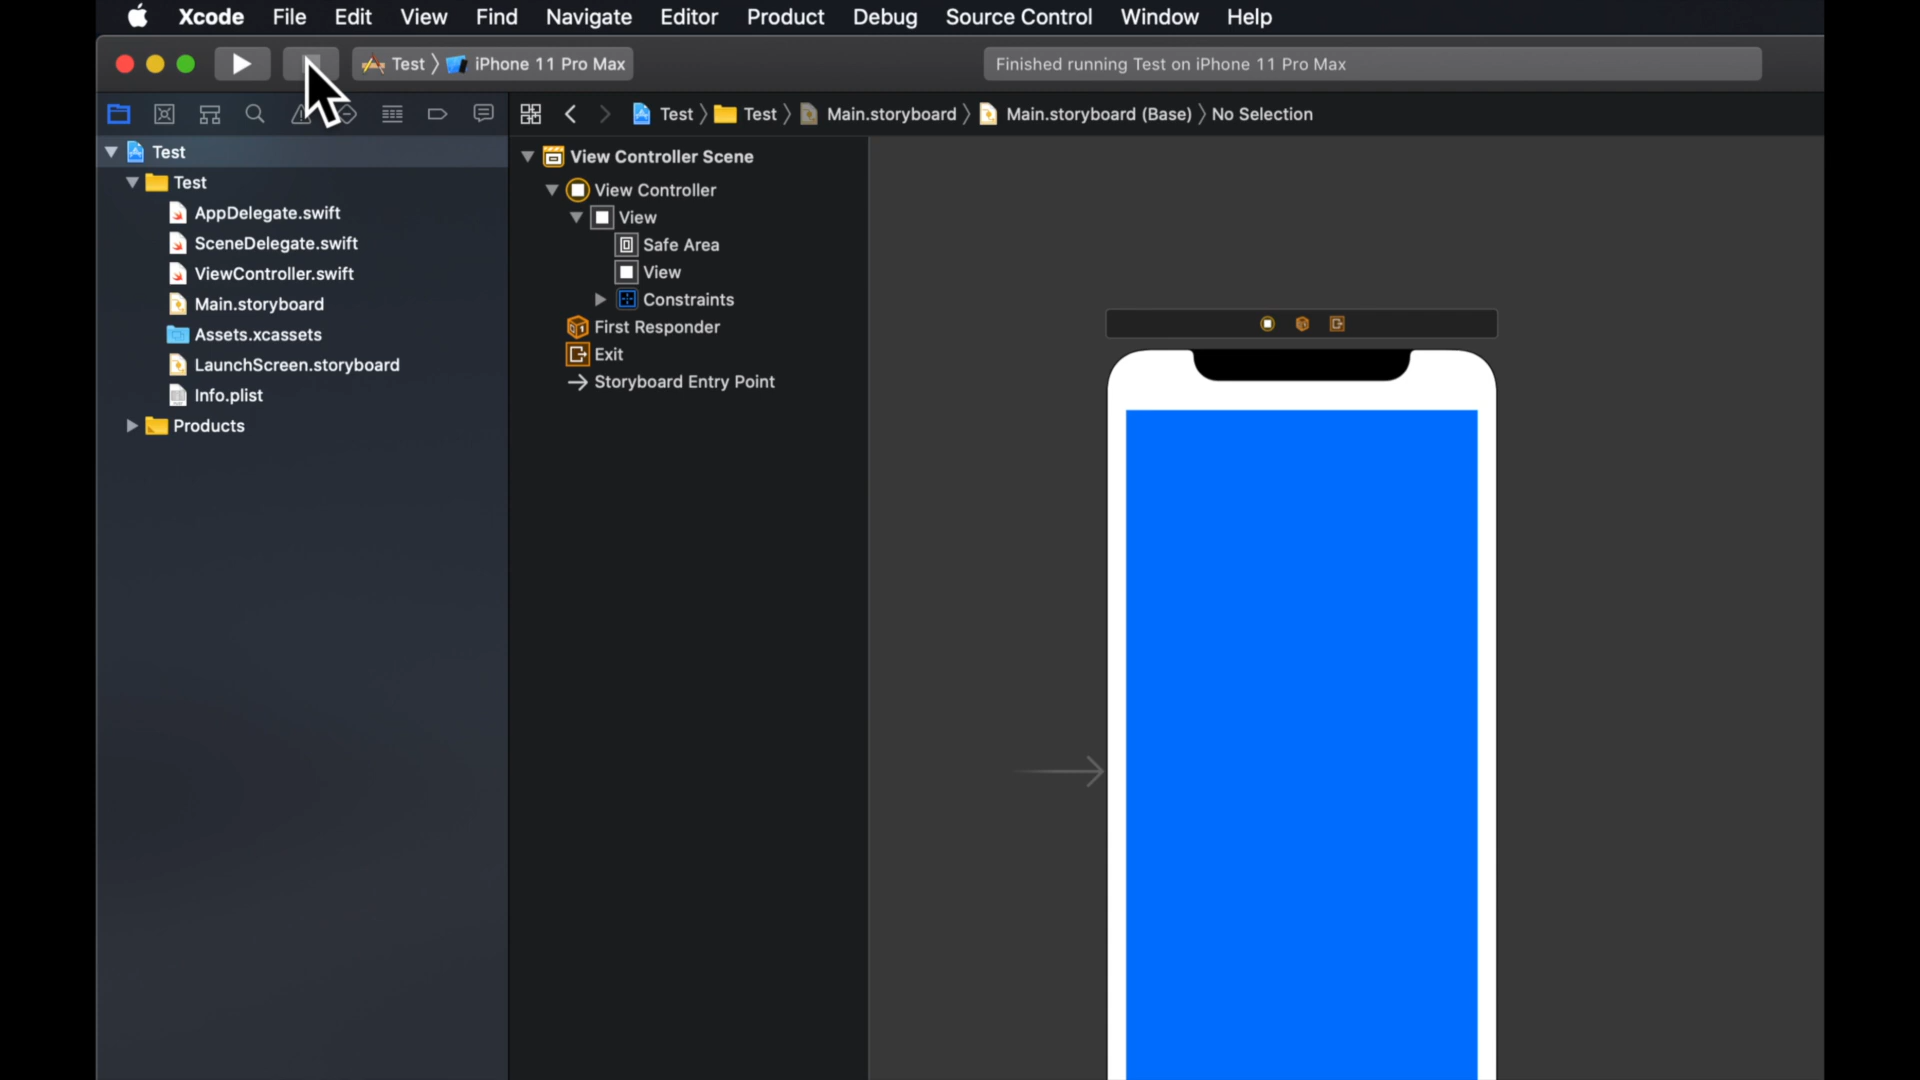 Xcode File Edit View Find Navigate Editor Product Debug Source Control Window Help
Test iPhone 11 Pro Max Finished running Test on iPhone 11 Pro Max
Test Test Main.storyboard Main.storyboard (Base) No Selection
Test
Test
AppDelegate.swift
SceneDelegate.swift
ViewController.swift
Main.storyboard
Assets.xcassets
LaunchScreen.storyboard
Info.plist
Products
View Controller Scene
View Controller
View
Safe Area
View
Constraints
First Responder
Exit
Storyboard Entry Point